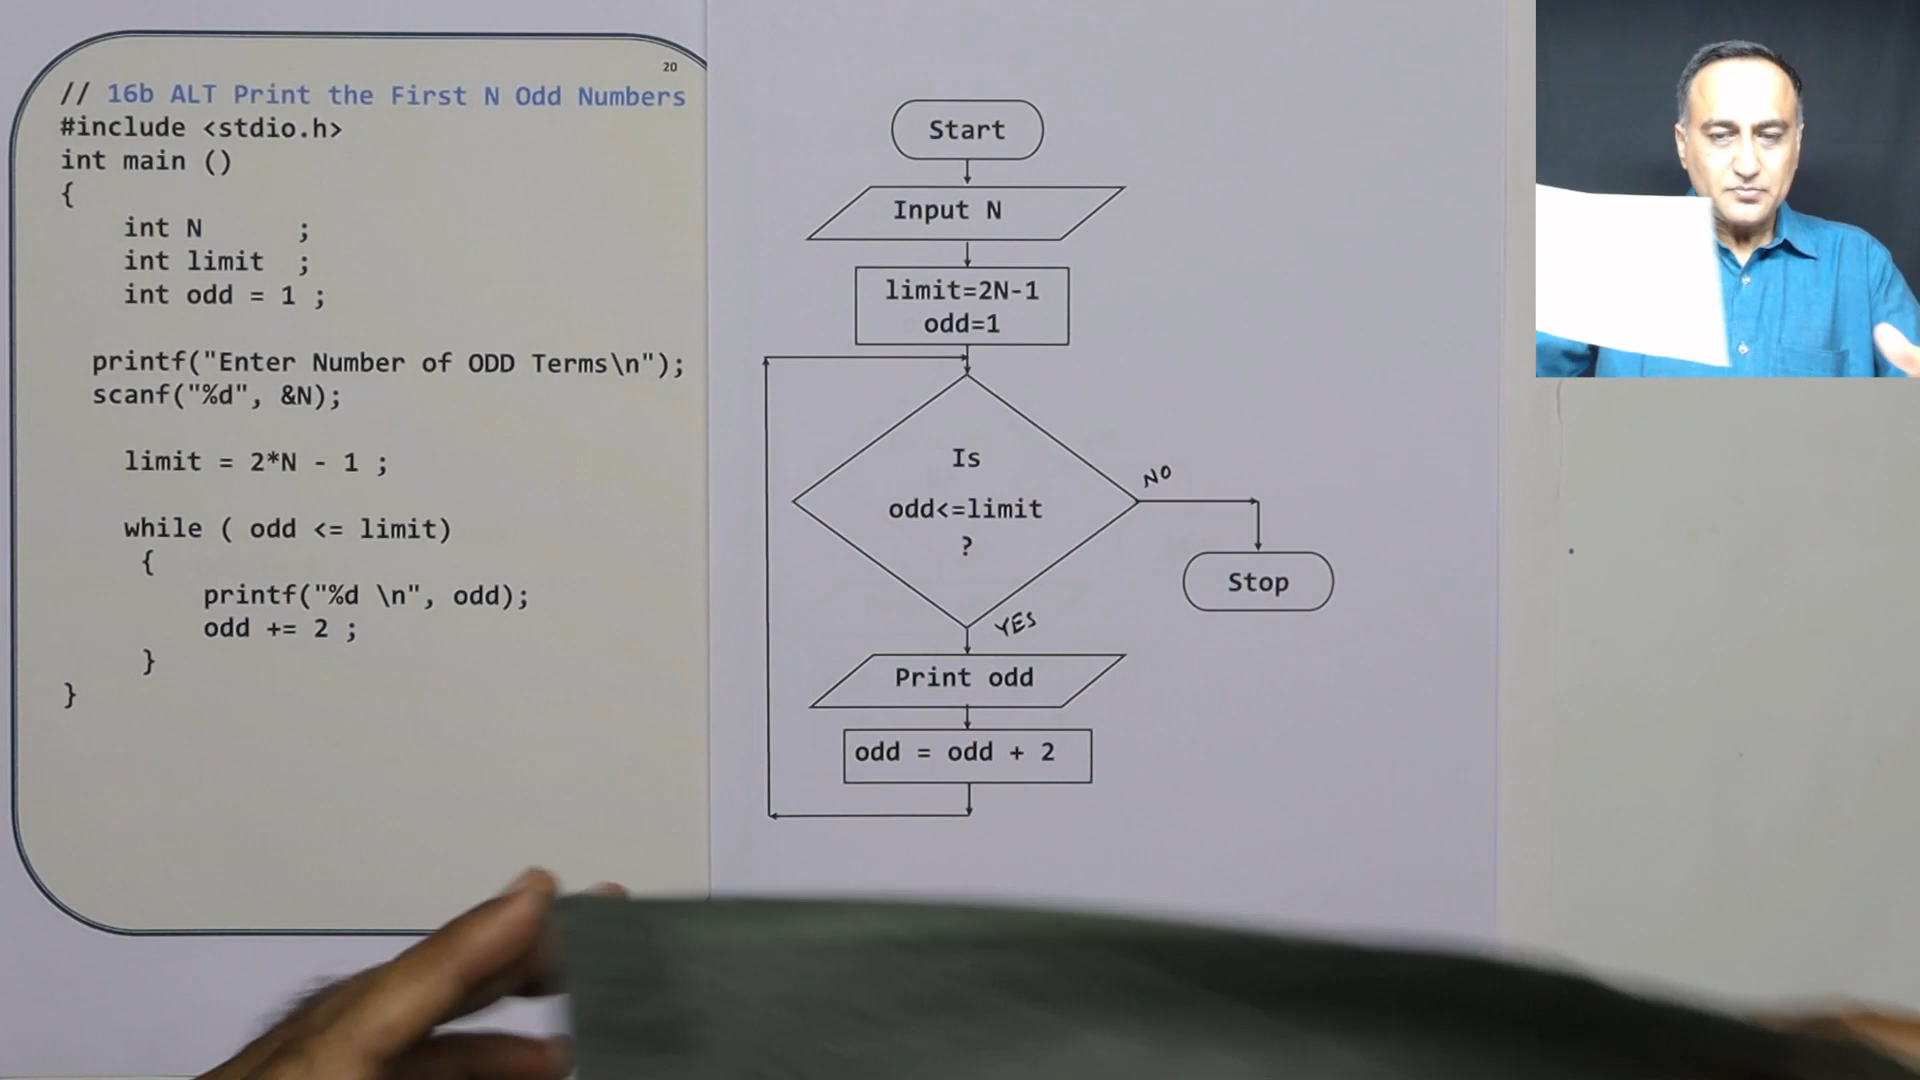 20
// 16b ALT Print the First N Odd Numbers
#include <stdio.h>
int main ()
{
int N ;
int limit ;
int odd = 1 ;
printf("Enter Number of ODD Terms\n");
scanf("%d", &N);
limit = 2*N - 1 ;
while ( odd <= limit)
{
printf("%d \n", odd);
odd += 2 ;
}
}
Start
Input N
limit=2N-1
odd=1
Is
odd<=limit
?
NO
Stop
YES
Print odd
odd = odd + 2